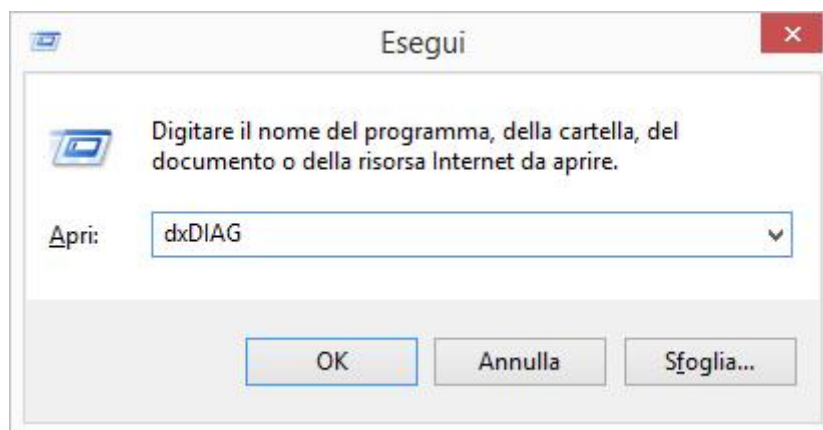 Esegui
Digitare il nome del programma, della cartella, del
documento o della risorsa Internet da aprire.
Apri: dxDIAG
OK Annulla Sfoglia...